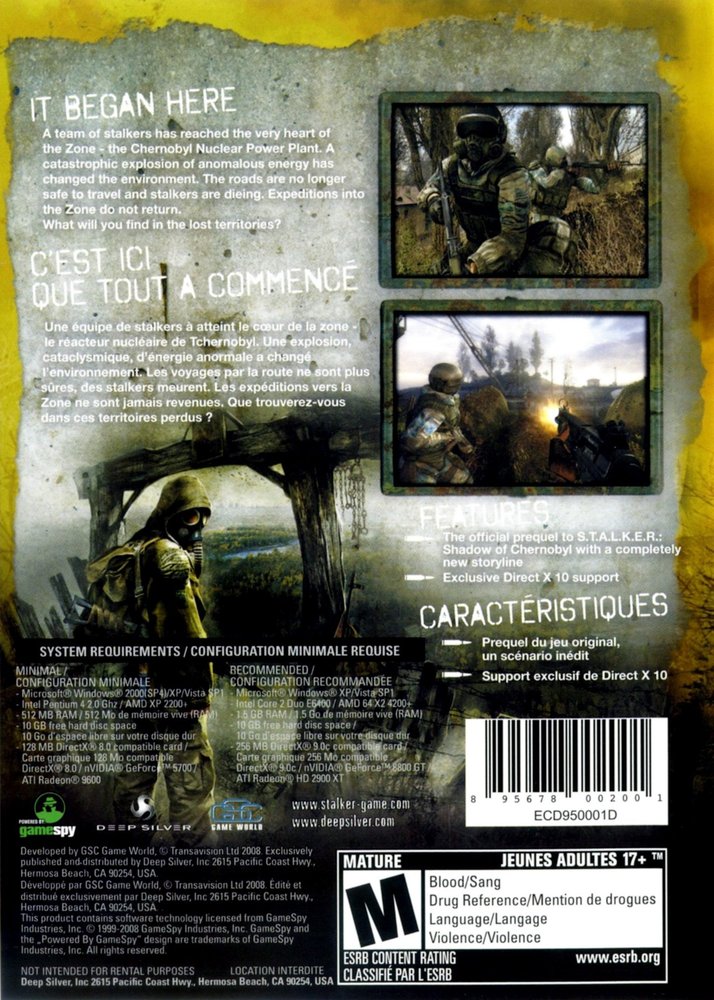 IT BEGAN HERE
A team of stalkers has reached the very heart of
the Zone - the Chernobyl Nuclear Power Plant. A
catastrophic explosion of anomalous energy has
changed the environment. The roads are no longer
safe to travel and stalkers are dieing. Expeditions into
the Zone do not return.
What will you find in the lost territories?
C'EST ICI
QUE TOUT A COMMENCÉ
Une équipe de stalkers à atteint le cœur de la zone -
le réacteur nucléaire de Tchernobyl. Une explosion,
cataclysmique, d'énergie anormale a changé
l'environnement. Les voyages par la route ne sont plus
sûres, des stalkers meurent. Les expéditions vers la
Zone ne sont jamais revenues. Que trouverez-vous
dans ces territoires perdus ?
FEATURES
The official prequel to S.T.A.L.K.E.R.:
Shadow of Chernobyl with a completely
new storyline
Exclusive Direct X 10 support
CARACTÉRISTIQUES
Prequel du jeu original,
un scénario inédit
Support exclusif de Direct X 10
SYSTEM REQUIREMENTS / CONFIGURATION MINIMALE REQUISE
MINIMAL /
CONFIGURATION MINIMALE
- Microsoft® Windows® 2000(SP4)/XP/Vista SP1
- Intel Pentium 4 2.0 Ghz / AMD XP 2200+
- 512 MB RAM / 512 Mo de mémoire vive (RAM)
- 10 GB free hard disc space /
10 Go d'espace libre sur votre disque dur
- 128 MB DirectX® 8.0 compatible card /
Carte graphique 128 Mo compatible
DirectX® 8.0 / nVIDIA® GeForce™ 5700 /
ATI Radeon® 9600
RECOMMENDED /
CONFIGURATION RECOMMANDÉE
- Microsoft® Windows® XP/Vista SP1
- Intel Core 2 Duo E6400 / AMD 64 X2 4200+
- 1.5 GB RAM / 1.5 Go de mémoire vive (RAM)
- 10 GB free hard disc space /
10 Go d'espace libre sur votre disque dur
- 256 MB DirectX® 9.0c compatible card /
Carte graphique 256 Mo compatible
DirectX® 9.0c / nVIDIA® GeForce™ 8800 GT /
ATI Radeon® HD 2900 XT
POWERED BY
gamespy
DEEP SILVER
GSC
GAME WORLD
www.stalker-game.com
www.deepsilver.com
8 95678 00200 1
ECD950001D
Developed by GSC Game World, © Transavision Ltd 2008. Exclusively
published and distributed by Deep Silver, Inc 2615 Pacific Coast Hwy.,
Hermosa Beach, CA 90254, USA.
Développé par GSC Game World, © Transavision Ltd 2008. Édité et
distribué exclusivement par Deep Silver, Inc 2615 Pacific Coast Hwy.,
Hermosa Beach, CA 90254, USA
This product contains software technology licensed from GameSpy
Industries, Inc. © 1999-2008 GameSpy Industries, Inc. GameSpy and
the „Powered By GameSpy" design are trademarks of GameSpy
Industries, Inc. All rights reserved.
NOT INTENDED FOR RENTAL PURPOSES LOCATION INTERDITE
Deep Silver, Inc 2615 Pacific Coast Hwy., Hermosa Beach, CA 90254, USA
MATURE JEUNES ADULTES 17+ ™
M
Blood/Sang
Drug Reference/Mention de drogues
Language/Langage
Violence/Violence
ESRB CONTENT RATING www.esrb.org
CLASSIFIÉ PAR L'ESRB